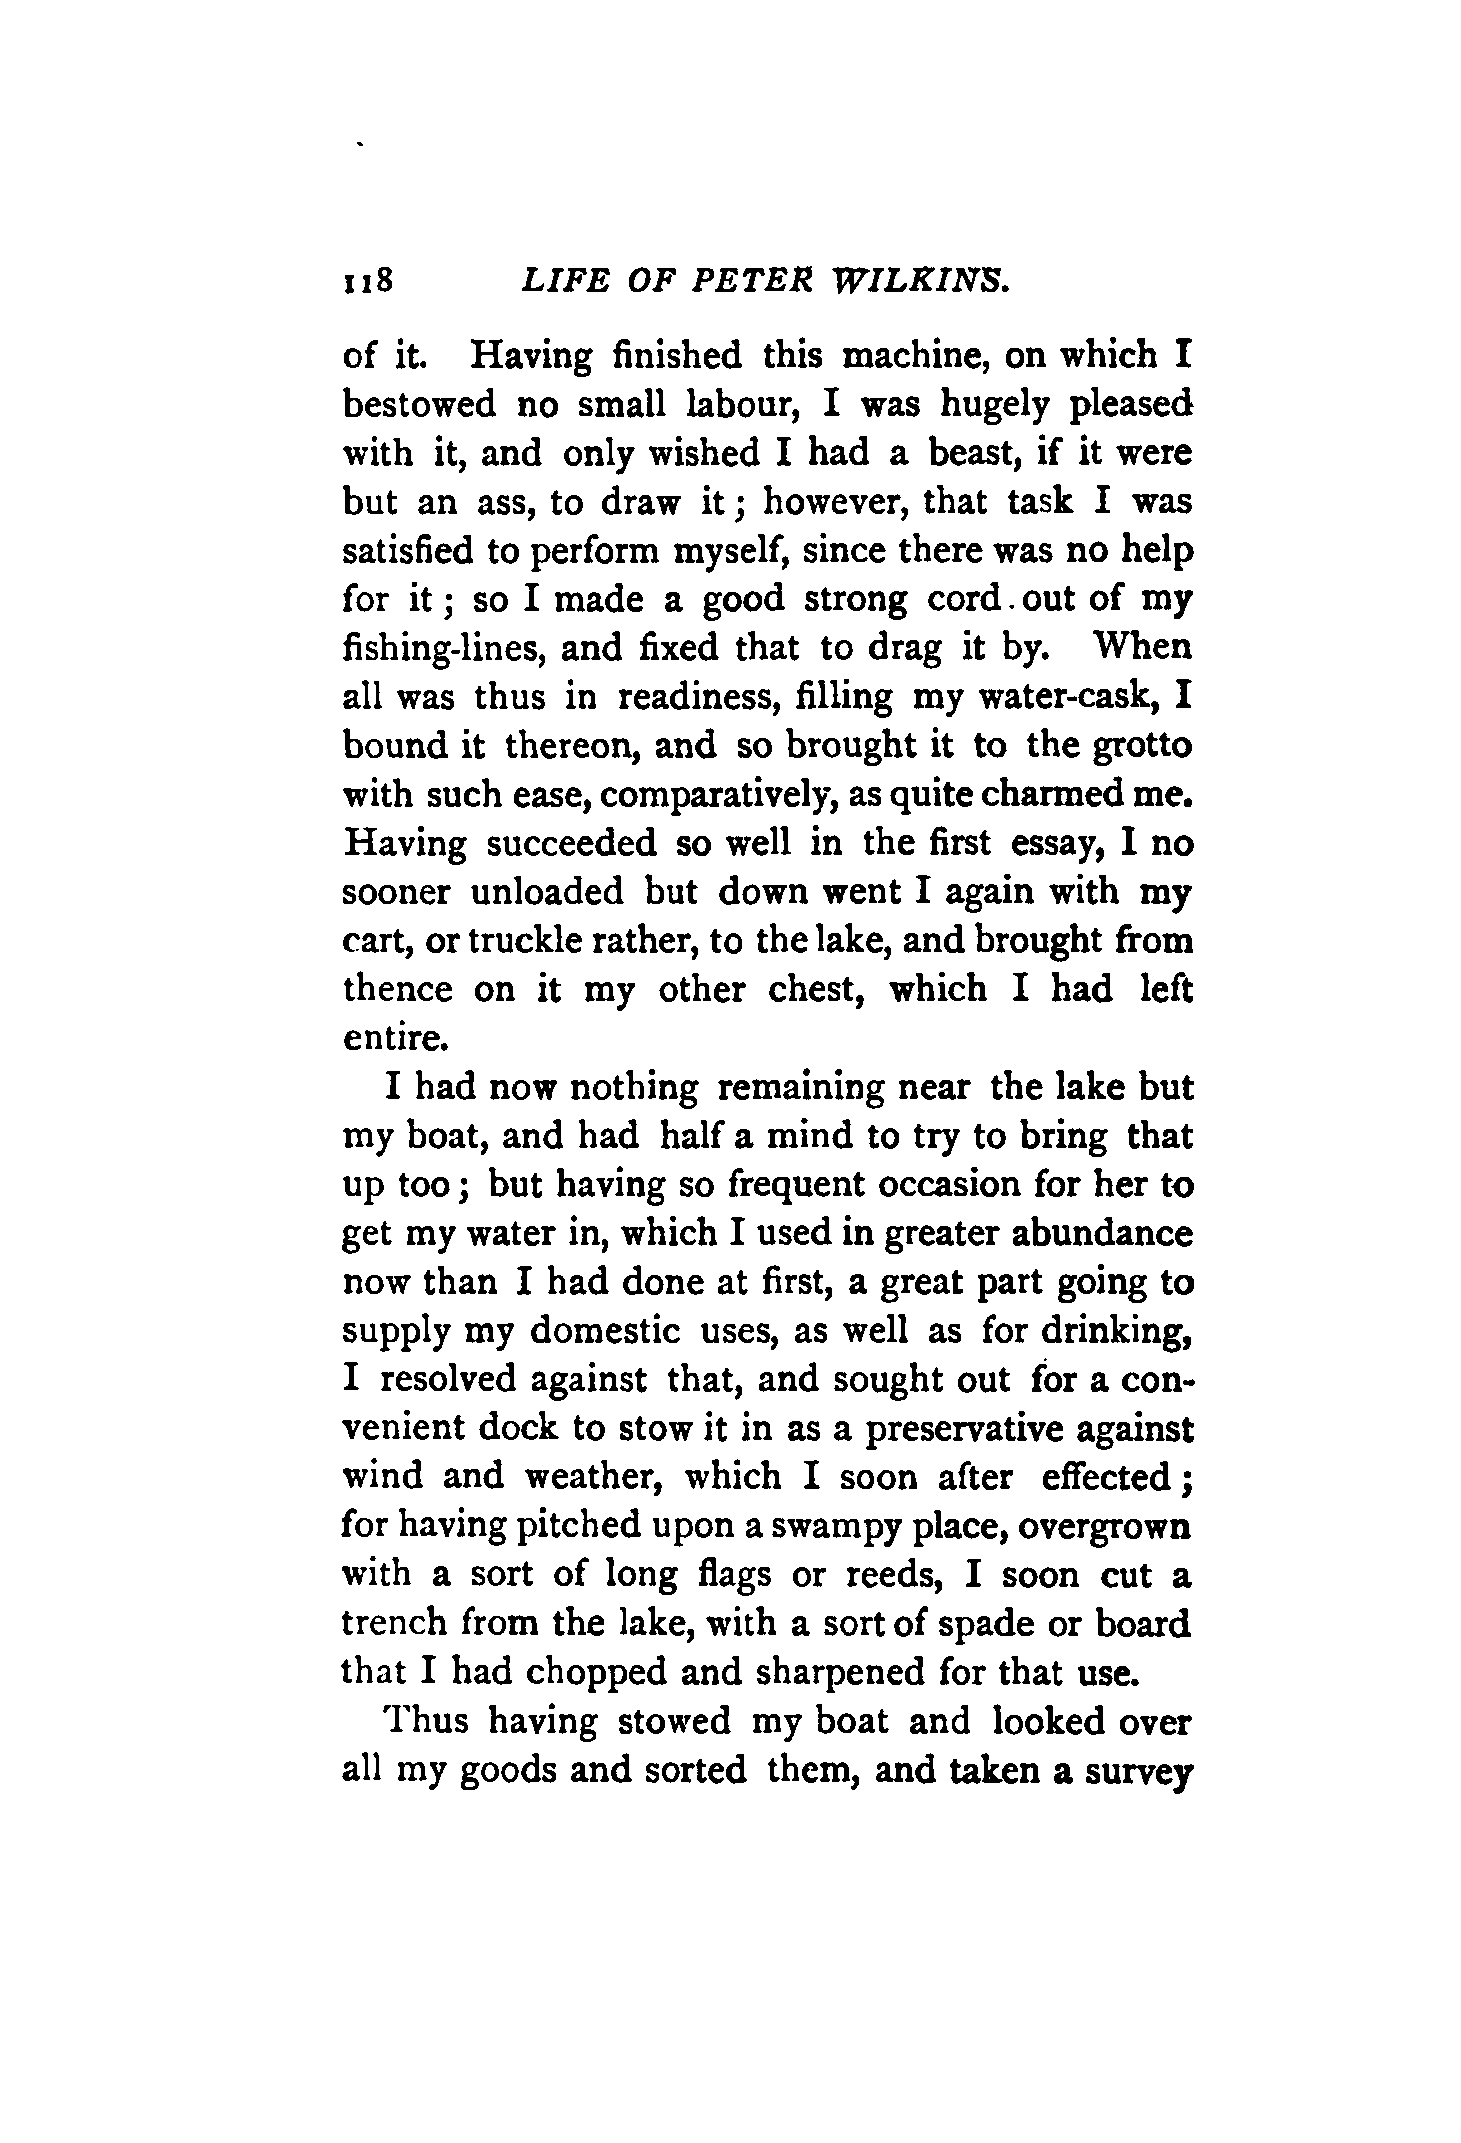 118 LIFE OF PETER WILKINS.
of it. Having finished this machine, on which I
bestowed no small labour, I was hugely pleased
with it, and only wished I had a beast, if it were
but an ass, to draw it ; however, that task I was
satisfied to perform myself, since there was no help
for it ; so I made a good strong cord.out of my
fishing-lines, and fixed that to drag it by. When
all was thus in readiness, filling my water-cask, I
bound it thereon, and so brought it to the grotto
with such ease, comparatively, as quite charmed me.
Having succeeded so well in the first essay, I no
sooner unloaded but down went I again with my
cart, or truckle rather, to the lake, and brought from
thence on it my other chest, which I had left
entire.
I had now nothing remaining near the lake but
my boat, and had half a mind to try to bring that
up too ; but having so frequent occasion for her to
get my water in, which I used in greater abundance
now than I had done at first, a great part going to
supply my domestic uses, as well as for drinking,
I resolved against that, and sought out for a con-
venient dock to stow it in as a preservative against
wind and weather, which I soon after effected ;
for having pitched upon a swampy place, overgrown
with a sort of long flags or reeds, I soon cut a
trench from the lake, with a sort of spade or board
that I had chopped and sharpened for that use.
Thus having stowed my boat and looked over
all my goods and sorted them, and taken a survey